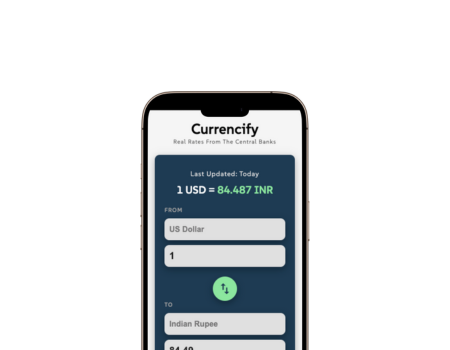 Currencify
Real Rates From The Central Banks
Last Updated: Today
1 USD = 84.487 INR
FROM
US Dollar
1
TO
Indian Rupee
84.49